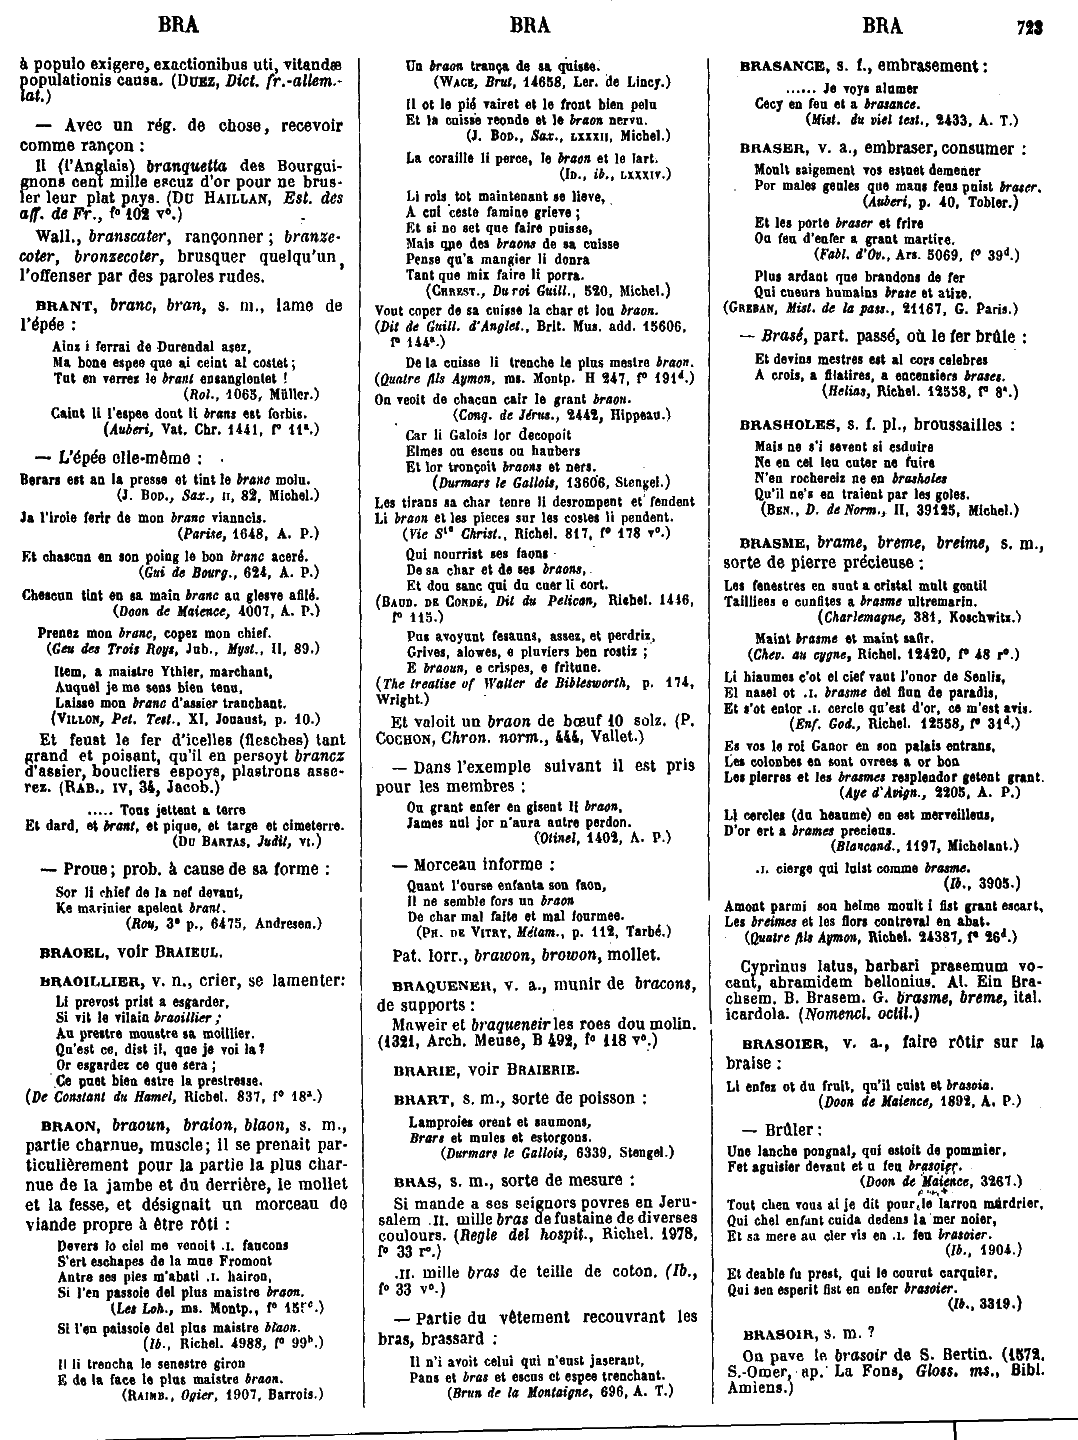 BRA
BRA
BRA
723
à populo exigere, exactionibus uti, vitandæ
populationis causa. (DUEZ, Dict. fr.-allem.-
lat.)
— Avec un rég. de chose, recevoir
comme rançon :
Il (l'Anglais) branquetta des Bourgui-
gnons cent mille escuz d'or pour ne brus-
ler leur plat pays. (DU HAILLAN, Est. des
aff. de Fr., f° 102 v°.)
Wall., branscater, rançonner ; branze-
coter, bronzecoter, brusquer quelqu'un,
l'offenser par des paroles rudes.
BRANT, branc, bran, s. m., lame de
l'épée :
Ainz i ferrai de Durendal asez,
Ma bone espee que ai ceint al costet ;
Tut en verrez le brant ensanglentet !
(Rol., 1065, Müller.)
Caint li l'espee dont li brans est forbis.
(Auberi, Vat. Chr. 1441, f° 11ª.)
— L'épée elle-même :
Berars est an la presse et tint le branc molu.
(J. BOD., Sax., II, 82, Michel.)
Ja l'iroie ferir de mon branc vianneis.
(Parise, 1648, A. P.)
Et chascun en son poing le bon branc aceré.
(Gui de Bourg., 624, A. P.)
Chescun tint en sa main branc au glesve afilé.
(Doon de Maience, 4007, A. P.)
Prenez mon branc, copez mon chief.
(Geu des Trois Roys, Jub., Myst., II, 89.)
Item, a maistre Ythier, marchant,
Auquel je me sens bien tenu,
Laisse mon branc d'assier tranchant.
(VILLON, Pet. Test., XI, Jouaust, p. 10.)
Et feust le fer d'icelles (flesches) tant
grand et poisant, qu'il en persoyt brancz
d'assier, boucliers espoys, plastrons asse-
rez. (RAB., IV, 34, Jacob.)
..... Tous jettent a terre
Et dard, et brant, et pique, et targe et cimeterre.
(DU BARTAS, Judit, VI.)
— Proue ; prob. à cause de sa forme :
Sor li chief de la nef devant,
Ke marinier apelent brant.
(Rou, 3ᵉ p., 6475, Andresen.)
BRAOEL, voir BRAIEUL.
BRAOILLIER, v. n., crier, se lamenter:
Li prevost prist a esgarder,
Si vit le vilain braoillier ;
Au prestre moustre sa moillier.
Qu'est ce, dist il, que je voi la?
Or esgardez ce que sera ;
Ce puet bien estre la prestresse.
(De Constant du Hamel, Richel. 837, f° 18ª.)
BRAON, braoun, braion, blaon, s. m.,
partie charnue, muscle ; il se prenait par-
ticulièrement pour la partie la plus char-
nue de la jambe et du derrière, le mollet
et la fesse, et désignait un morceau de
viande propre à être rôti :
Devers lo ciel me venoit .I. faucons
S'ert eschapes de la mue Fromont
Antre ses pies m'abati .I. hairon,
Si l'en passoie del plus maistre braon.
(Les Loh., ms. Montp., f° 15ʳᶜ.)
Si l'en paissoie del plus maistre blaon.
(Ib., Richel. 4988, f° 99ᵇ.)
Il li trencha le senestre giron
E de la face le plus maistre braon.
(RAIMB., Ogier, 1907, Barrois.)
Un braon trança de sa quisse.
(WACE, Brut, 14658, Ler. de Lincy.)
Il ot le pié vairet et le front bien pelu
Et la cuisse reonde et le braon nervu.
(J. BOD., Sax., LXXXII, Michel.)
La coraille li perce, le braon et le lart.
(ID., ib., LXXXIV.)
Li rois tot maintenant se lieve,
A cui ceste famine grieve ;
Et si ne set que faire puisse,
Mais que des braons de sa cuisse
Pense qu'a mangier li donra
Tant que mix faire li porra.
(CHREST., Du roi Guill., 520, Michel.)
Vout coper de sa cuisse la char et lou braon.
(Dit de Guill. d'Anglet., Brit. Mus. add. 15606,
f° 144ª.)
De la cuisse li trenche le plus mestre braon.
(Quatre fils Aymon, ms. Montp. H 247, f° 191ᵈ.)
On veoit de chacun cair le grant braon.
(Conq. de Jérus., 2442, Hippeau.)
Car li Galois lor decopoit
Elmes ou escus ou haubers
Et lor tronçoit braons et ners.
(Durmars le Gallois, 13606, Stengel.)
Les tirans sa char tenre li desrompent et fendent
Li braon et les pieces sur les costes li pendent.
(Vie Sᵗᵉ Christ., Richel. 817, f° 178 v°.)
Qui nourrist ses faons
De sa char et de ses braons,
Et dou sanc qui du cuer li cort.
(BAUD. DE CONDÉ, Dit du Pelican, Richel. 1446,
f° 115.)
Pus avoyunt fesauns, assez, et perdriz,
Grives, alowes, e pluviers ben rostiz ;
E braoun, e crispes, e fritune.
(The treatise of Walter de Biblesworth, p. 174,
Wright.)
Et valoit un braon de bœuf 10 solz. (P.
COCHON, Chron. norm., 444, Vallet.)
— Dans l'exemple suivant il est pris
pour les membres :
Ou grant enfer en gisent li braon,
James nul jor n'aura autre perdon.
(Otinel, 1402, A. P.)
— Morceau informe :
Quant l'ourse enfanta son faon,
Il ne semble fors un braon
De char mal faite et mal fourmee.
(PH. DE VITRY, Métam., p. 112, Tarbé.)
Pat. lorr., brawon, browon, mollet.
BRAQUENER, v. a., munir de bracons,
de supports :
Maweir et braqueneir les roes dou molin.
(1321, Arch. Meuse, B 492, f° 118 v°.)
BRARIE, voir BRAIERIE.
BRART, s. m., sorte de poisson :
Lamproies orent et saumons,
Brars et mules et estorgons.
(Durmars le Gallois, 6339, Stengel.)
BRAS, s. m., sorte de mesure :
Si mande a ses seignors povres en Jeru-
salem .II. mille bras de fustaine de diverses
coulours. (Regle del hospit., Richel. 1978,
f° 33 r°.)
.II. mille bras de teille de coton. (Ib.,
f° 33 v°.)
— Partie du vêtement recouvrant les
bras, brassard :
Il n'i avoit celui qui n'eust jaserant,
Pans et bras et escus et espee trenchant.
(Brun de la Montaigne, 696, A. T.)
BRASANCE, s. f., embrasement :
...... Je voys alumer
Cecy en feu et a brasance.
(Mist. du viel test., 2433, A. T.)
BRASER, v. a., embraser, consumer :
Moult saigement vos estuet demener
Por males geules que maus feus puist braser.
(Auberi, p. 40, Tobler.)
Et les porte braser et frire
Ou feu d'enfer a grant martire.
(Fabl. d'Ov., Ars. 5069, f° 39ᵈ.)
Plus ardant que brandons de fer
Qui cueurs humains brase et atize.
(GREBAN, Mist. de la pass., 21167, G. Paris.)
— Brasé, part. passé, où le fer brûle :
Et devins mestres est al cors celebres
A crois, a filatires, a encensiers brases.
(Helias, Richel. 12558, f° 8ª.)
BRASHOLES, s. f. pl., broussailles :
Mais ne s'i sevent si esduire
Ne en cel leu enter ne fuire
N'en rochereiz ne en brasholes
Qu'il ne's en traient par les goles.
(BEN., D. de Norm., II, 39125, Michel.)
BRASME, brame, breme, breime, s. m.,
sorte de pierre précieuse :
Les fenestres en sunt a cristal mult gentil
Tailliees e cunfites a brasme ultremarin.
(Charlemagne, 381, Koschwitz.)
Maint brasme et maint safir.
(Chev. au cygne, Richel. 12420, f° 48 r°.)
Li hiaumes c'ot el cief vaut l'onor de Senlis,
El nasel ot .I. brasme del flun de paradis,
Et s'ot entor .I. cercle qu'est d'or, ce m'est avis.
(Enf. God., Richel. 12558, f° 31ᵈ.)
Es vos le roi Ganor en son palais entrans,
Les colonbes en sont ovrees a or bon
Les pierres et les brasmes resplendor getent grant.
(Aye d'Avign., 2205, A. P.)
Li cercles (du heaume) en est merveilleus,
D'or ert a brames precieus.
(Blancand., 1197, Michelant.)
.I. cierge qui luist comme brasme.
(Ib., 3905.)
Amont parmi son helme moult i fist grant escart,
Les breimes et les flors contreval en abat.
(Quatre fils Aymon, Richel. 24387, f° 26ᵈ.)
Cyprinus latus, barbari prasemum vo-
cant, abramidem bellonius. Al. Ein Bra-
chsem. B. Brasem. G. brasme, breme, ital.
icardola. (Nomencl. octil.)
BRASOIER, v. a., faire rôtir sur la
braise :
Li enfez ot du fruit, qu'il cuist et brasoia.
(Doon de Maience, 1892, A. P.)
— Brûler :
Une lanche pongnal, qui estoit de pommier,
Fet aguisier devant et u feu brasoier.
(Doon de Maience, 3267.)
Tout chen vous ai je dit pour le larron murdrier,
Qui chel enfant cuida dedens la mer noier,
Et sa mere au cler vis en .I. feu brasoier.
(Ib., 1904.)
Et deable fu prest, qui le courut carquier,
Qui sen esperit fist en enfer brasoier.
(Ib., 3319.)
BRASOIR, s. m. ?
On pave le brasoir de S. Bertin. (1572,
S.-Omer, ap. La Fons, Gloss. ms., Bibl.
Amiens.)